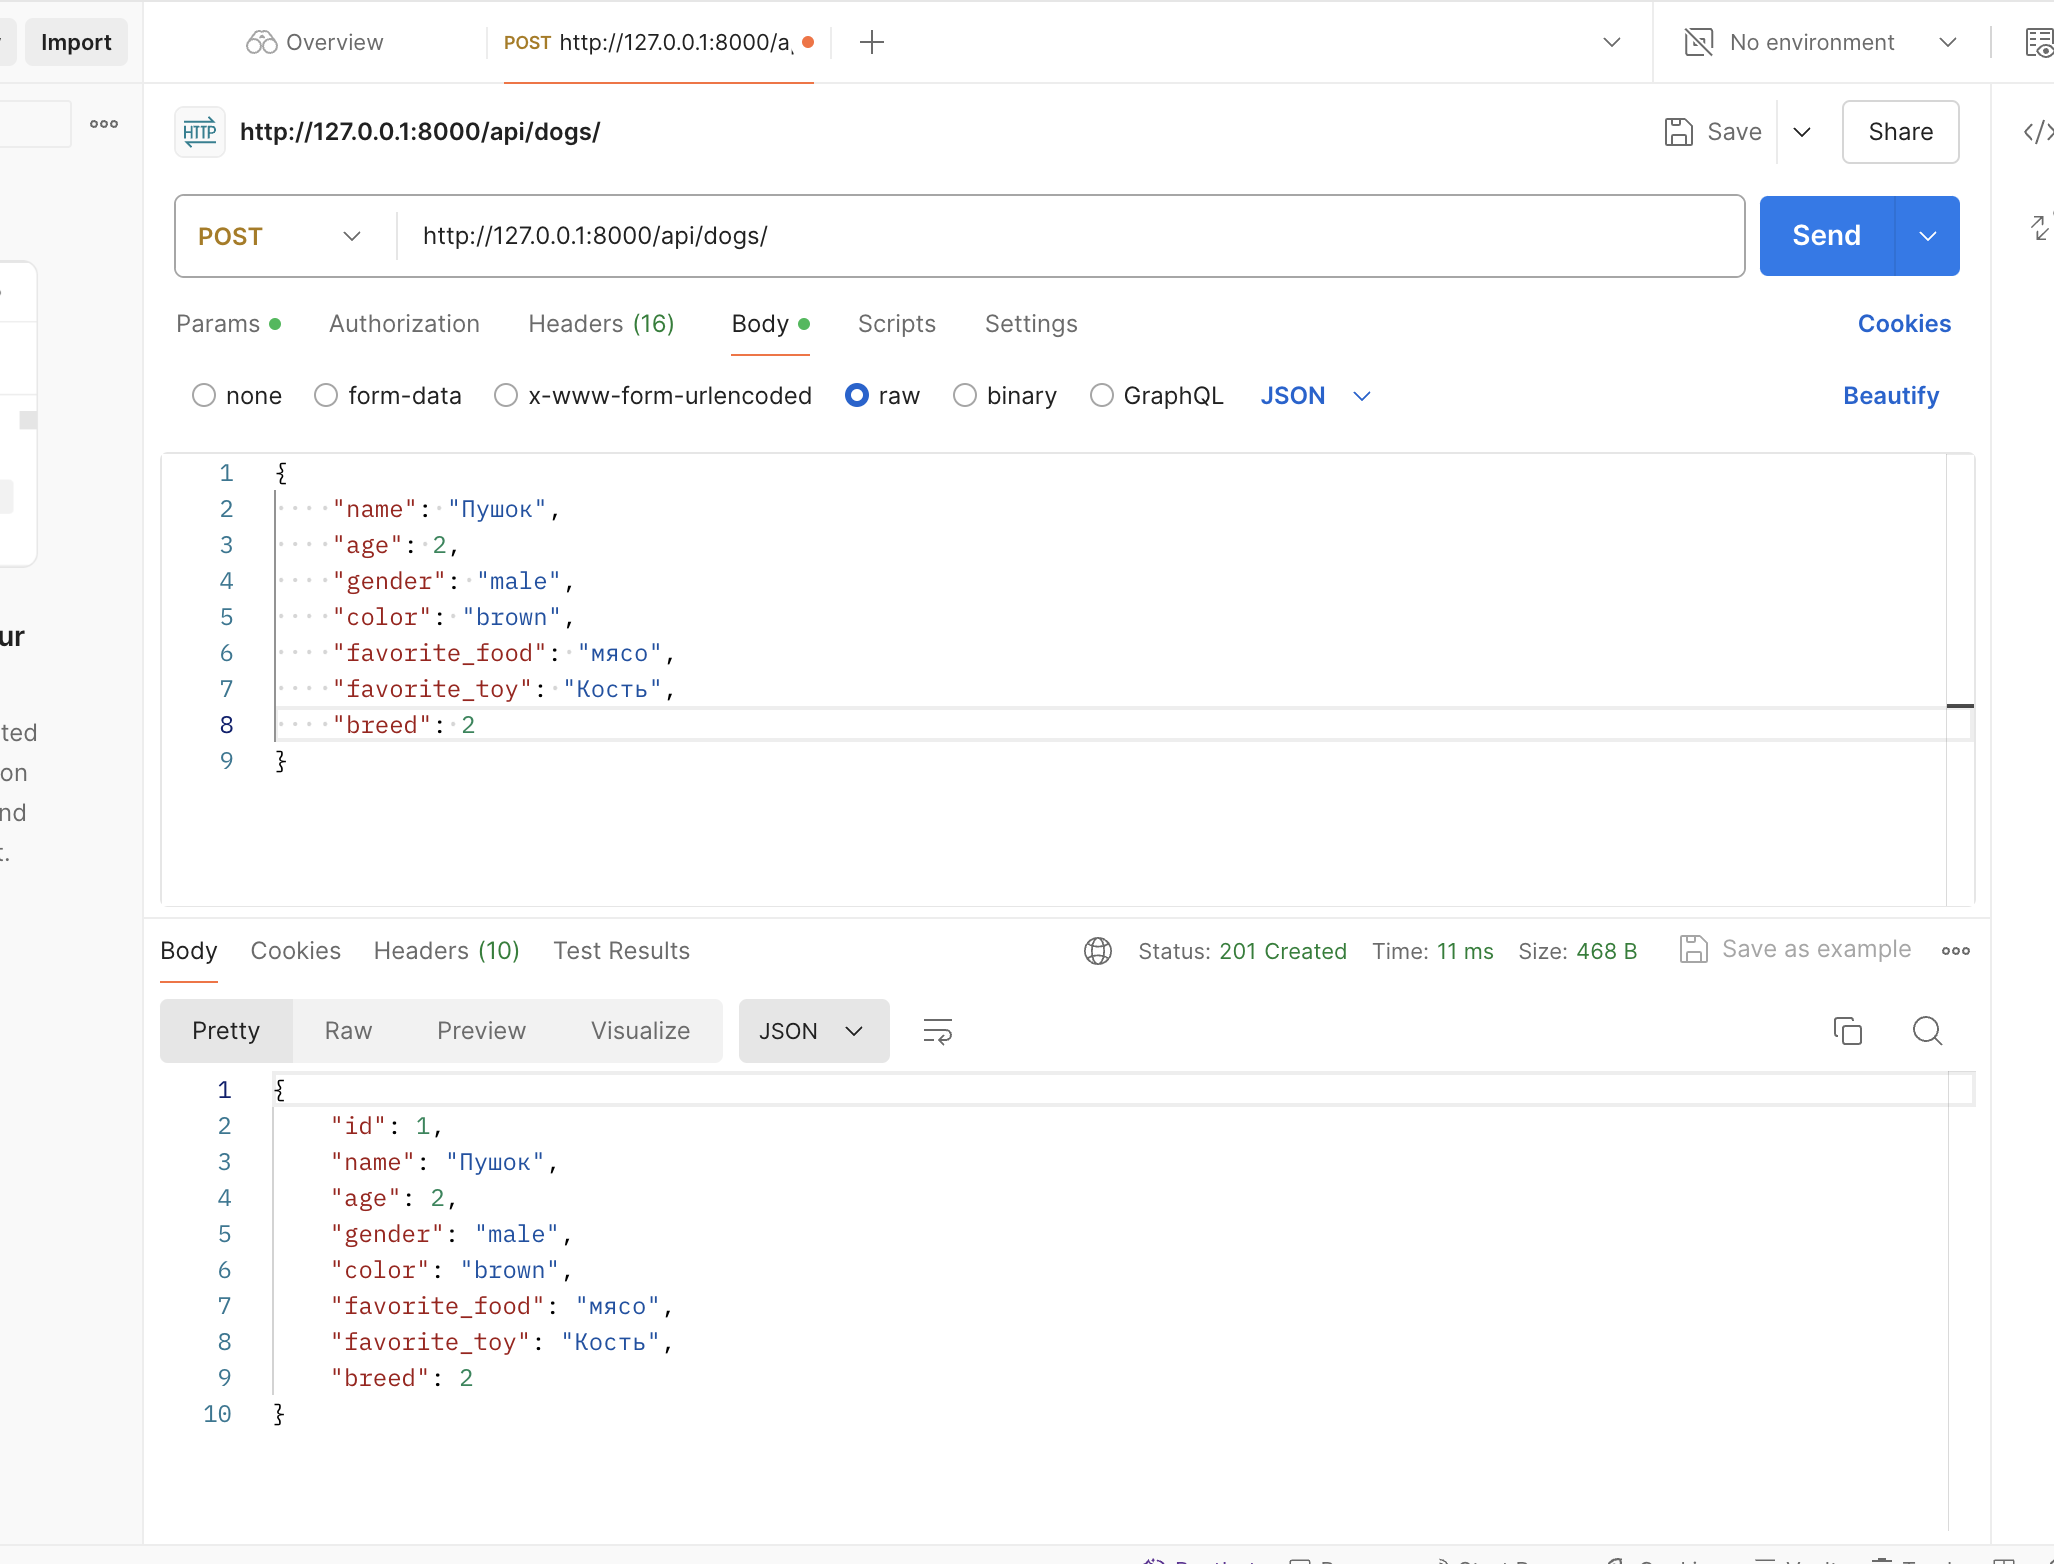 Import
Overview
POST http://127.0.0.1:8000/a
No environment
HTTP http://127.0.0.1:8000/api/dogs/
Save
Share
POST
http://127.0.0.1:8000/api/dogs/
Send
Params
Authorization
Headers (16)
Body
Scripts
Settings
Cookies
none
form-data
x-www-form-urlencoded
raw
binary
GraphQL
JSON
Beautify
1 {
2 "name": "Пушок",
3 "age": 2,
4 "gender": "male",
5 "color": "brown",
6 "favorite_food": "мясо",
7 "favorite_toy": "Кость",
8 "breed": 2
9 }
ur
ted
on
nd
t.
Body
Cookies
Headers (10)
Test Results
Status: 201 Created
Time: 11 ms
Size: 468 B
Save as example
Pretty
Raw
Preview
Visualize
JSON
1 {
2 "id": 1,
3 "name": "Пушок",
4 "age": 2,
5 "gender": "male",
6 "color": "brown",
7 "favorite_food": "мясо",
8 "favorite_toy": "Кость",
9 "breed": 2
10 }